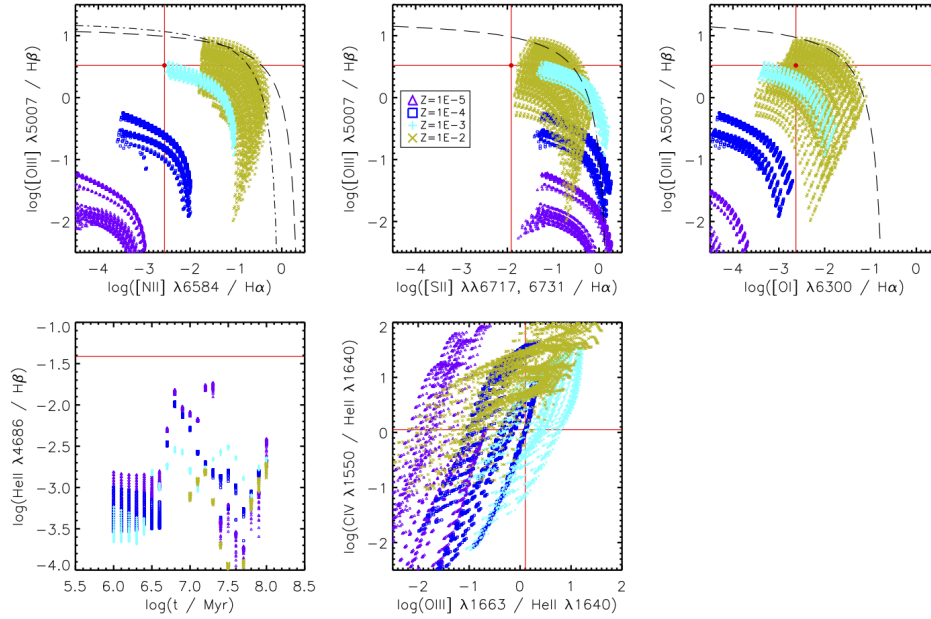 1
0
−1
−2
log([OIII] λ5007 / Hβ)
−4 −3 −2 −1 0
log([NII] λ6584 / Hα)
1
0
−1
−2
log([OIII] λ5007 / Hβ)
Z=1E−5
Z=1E−4
Z=1E−3
Z=1E−2
−4 −3 −2 −1 0
log([SII] λλ6717, 6731 / Hα)
1
0
−1
−2
log([OIII] λ5007 / Hβ)
−4 −3 −2 −1 0
log([OI] λ6300 / Hα)
−1.0
−1.5
−2.0
−2.5
−3.0
−3.5
−4.0
log(HeII λ4686 / Hβ)
5.5 6.0 6.5 7.0 7.5 8.0 8.5
log(t / Myr)
2
1
0
−1
−2
log(CIV λ1550 / HeII λ1640)
−2 −1 0 1 2
log(OIII] λ1663 / HeII λ1640)